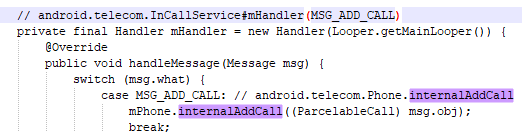 // android.telecom.InCallService#mHandler(MSG_ADD_CALL)
private final Handler mHandler = new Handler(Looper.getMainLooper()) {
@Override
public void handleMessage(Message msg) {
switch (msg.what) {
case MSG_ADD_CALL: // android.telecom.Phone.internalAddCall
mPhone.internalAddCall((ParcelableCall) msg.obj);
break;